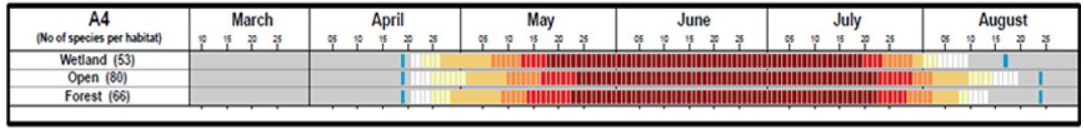 A4 March April May June July August
(No of species per habitat) 10 15 20 25 05 10 15 20 25 05 10 15 20 25 05 10 15 20 25 05 10 15 20 25 05 10 15 20 25
Wetland (53)
Open (80)
Forest (66)